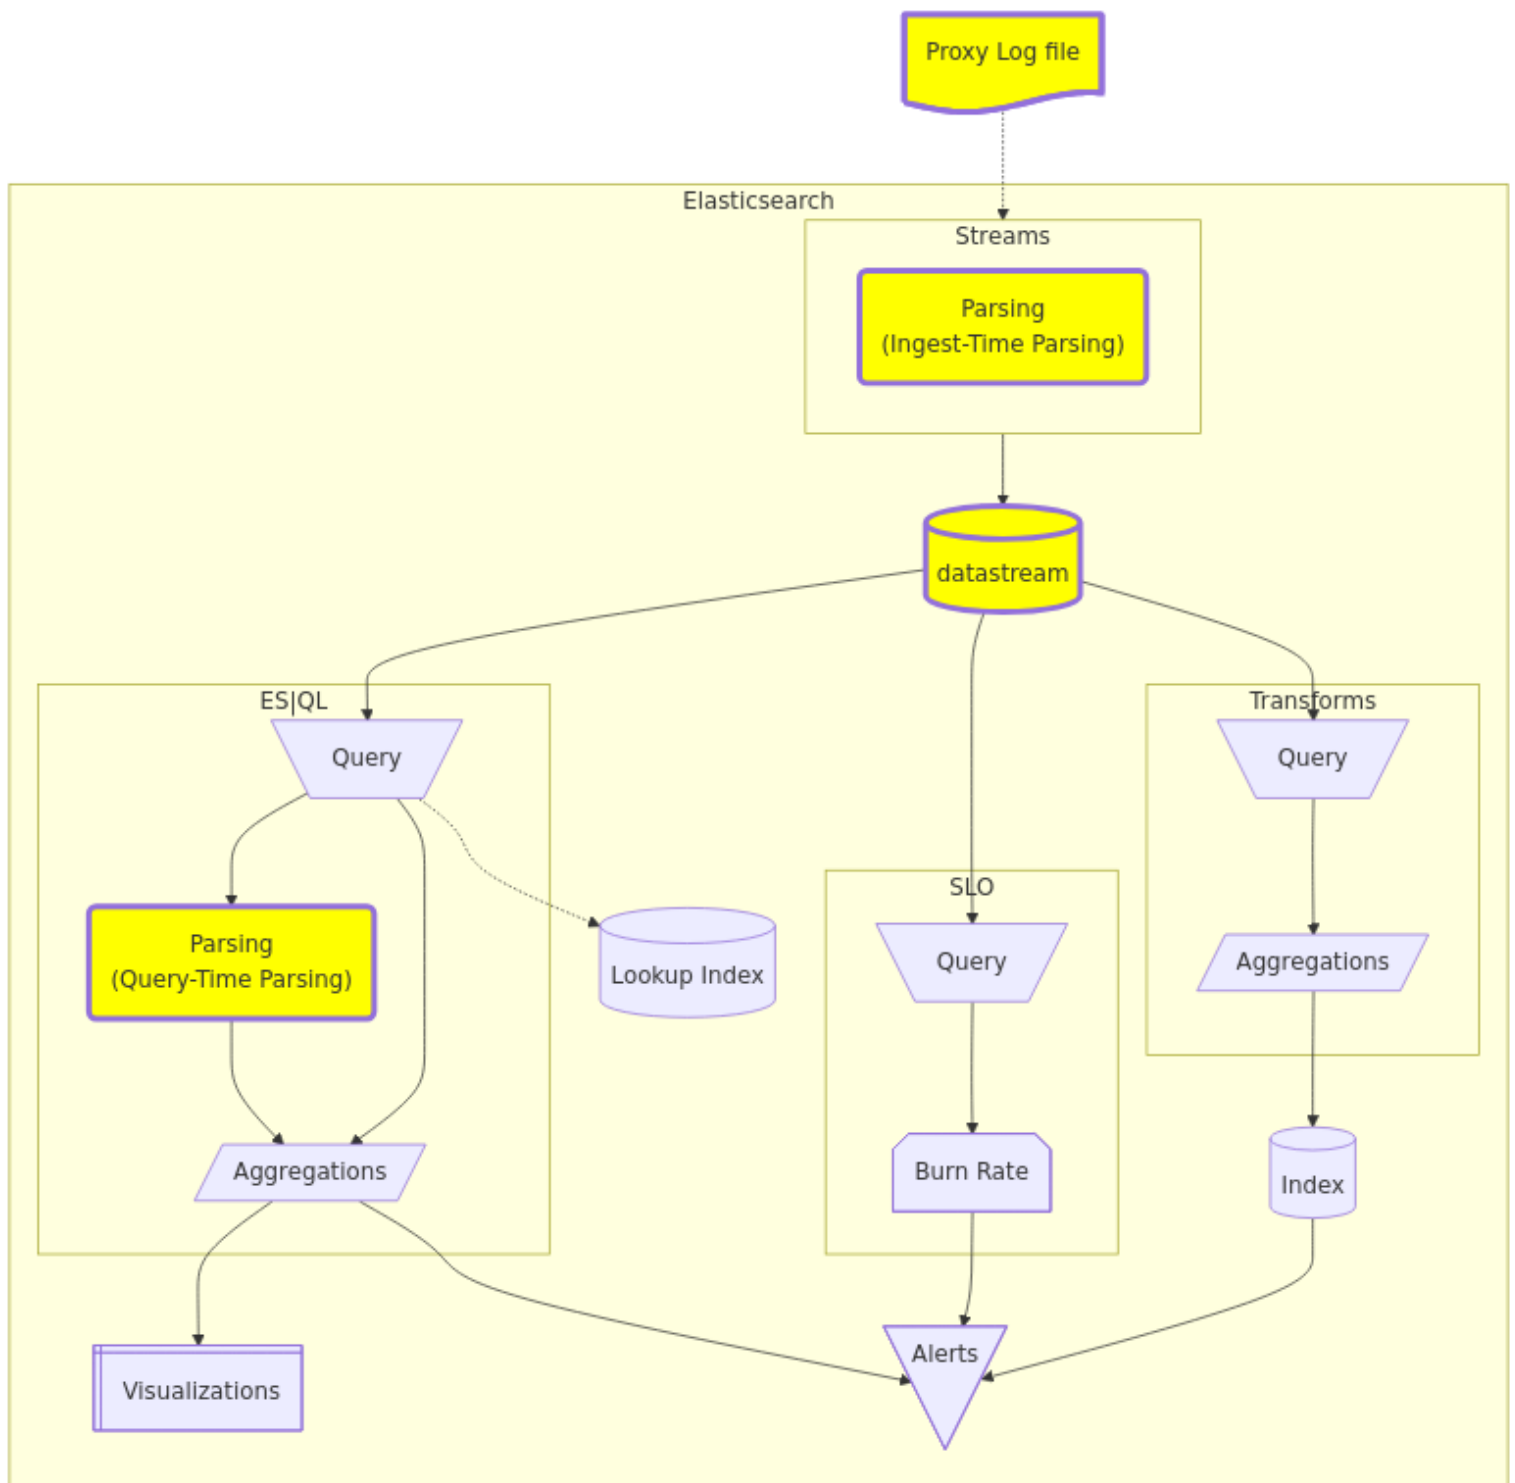 Proxy Log file
Elasticsearch
Streams
Parsing
(Ingest-Time Parsing)
datastream
ES|QL
Transforms
Query
Query
SLO
Parsing
(Query-Time Parsing)
Lookup Index
Query
Aggregations
Aggregations
Burn Rate
Index
Alerts
Visualizations